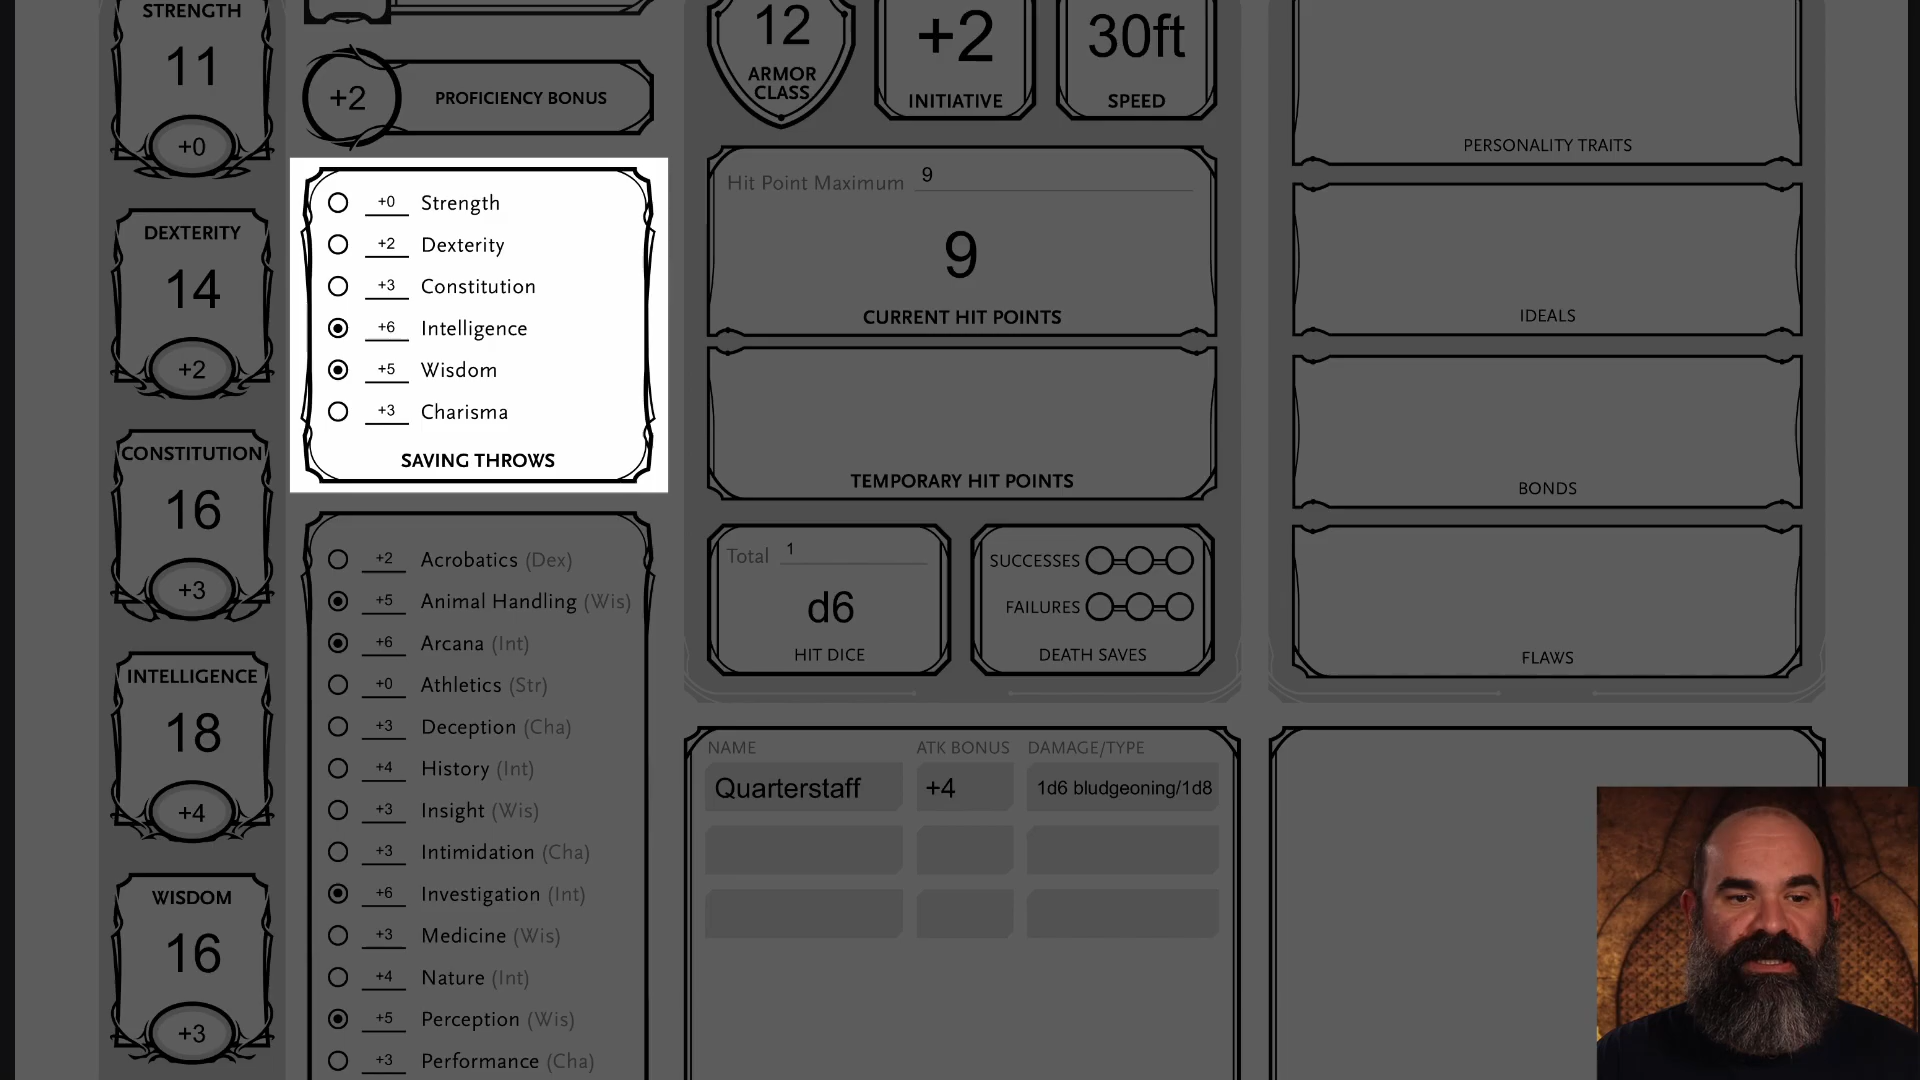 STRENGTH
11
+0
DEXTERITY
14
+2
CONSTITUTION
16
+3
INTELLIGENCE
18
+4
WISDOM
16
+3
+2
PROFICIENCY BONUS
+0 Strength
+2 Dexterity
+3 Constitution
+6 Intelligence
+5 Wisdom
+3 Charisma
SAVING THROWS
+2 Acrobatics (Dex)
+5 Animal Handling (Wis)
+6 Arcana (Int)
+0 Athletics (Str)
+3 Deception (Cha)
+4 History (Int)
+3 Insight (Wis)
+3 Intimidation (Cha)
+6 Investigation (Int)
+3 Medicine (Wis)
+4 Nature (Int)
+5 Perception (Wis)
+3 Performance (Cha)
12
ARMOR
CLASS
+2
INITIATIVE
30ft
SPEED
Hit Point Maximum 9
9
CURRENT HIT POINTS
TEMPORARY HIT POINTS
Total 1
d6
HIT DICE
SUCCESSES
FAILURES
DEATH SAVES
NAME ATK BONUS DAMAGE/TYPE
Quarterstaff +4 1d6 bludgeoning/1d8
PERSONALITY TRAITS
IDEALS
BONDS
FLAWS